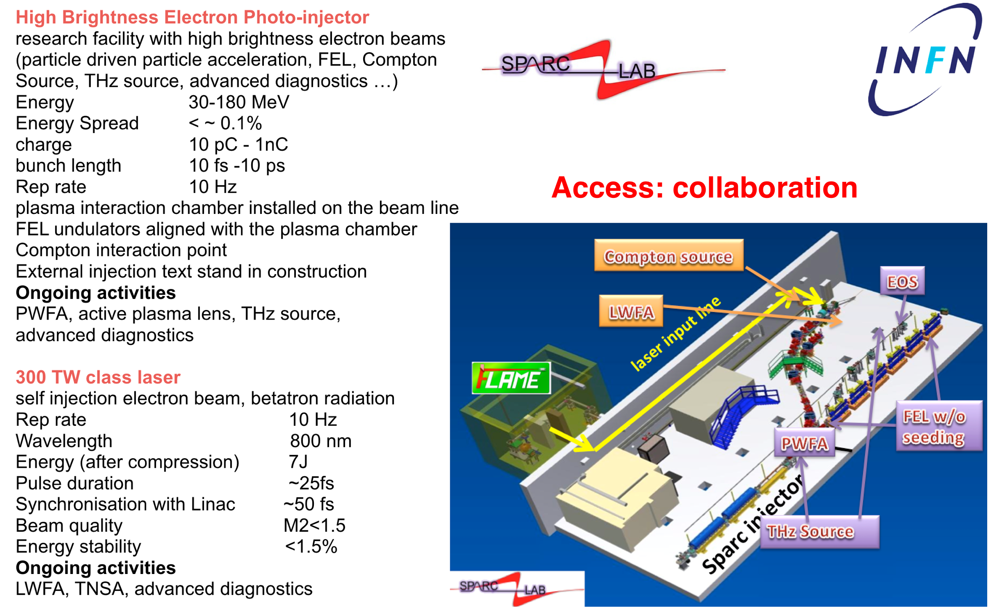 High Brightness Electron Photo-injector
research facility with high brightness electron beams
(particle driven particle acceleration, FEL, Compton
Source, THz source, advanced diagnostics …)
Energy 30-180 MeV
Energy Spread < ~ 0.1%
charge 10 pC - 1nC
bunch length 10 fs -10 ps
Rep rate 10 Hz
plasma interaction chamber installed on the beam line
FEL undulators aligned with the plasma chamber
Compton interaction point
External injection text stand in construction
Ongoing activities
PWFA, active plasma lens, THz source,
advanced diagnostics
300 TW class laser
self injection electron beam, betatron radiation
Rep rate 10 Hz
Wavelength 800 nm
Energy (after compression) 7J
Pulse duration ~25fs
Synchronisation with Linac ~50 fs
Beam quality M2<1.5
Energy stability <1.5%
Ongoing activities
LWFA, TNSA, advanced diagnostics
SPARC LAB
INFN
Access: collaboration
Compton source
EOS
LWFA
laser input line
FLAME
FEL w/o
seeding
PWFA
Sparc injector
THz Source
SPARC LAB